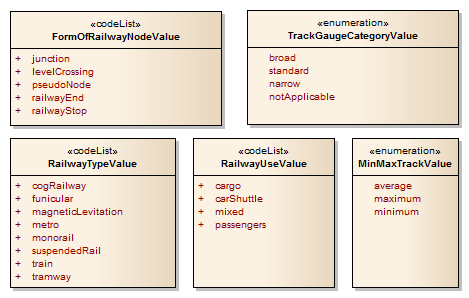 «codeList»
FormOfRailwayNodeValue
+ junction
+ levelCrossing
+ pseudoNode
+ railwayEnd
+ railwayStop
«enumeration»
TrackGaugeCategoryValue
broad
standard
narrow
notApplicable
«codeList»
RailwayTypeValue
+ cogRailway
+ funicular
+ magneticLevitation
+ metro
+ monorail
+ suspendedRail
+ train
+ tramway
«codeList»
RailwayUseValue
+ cargo
+ carShuttle
+ mixed
+ passengers
«enumeration»
MinMaxTrackValue
average
maximum
minimum